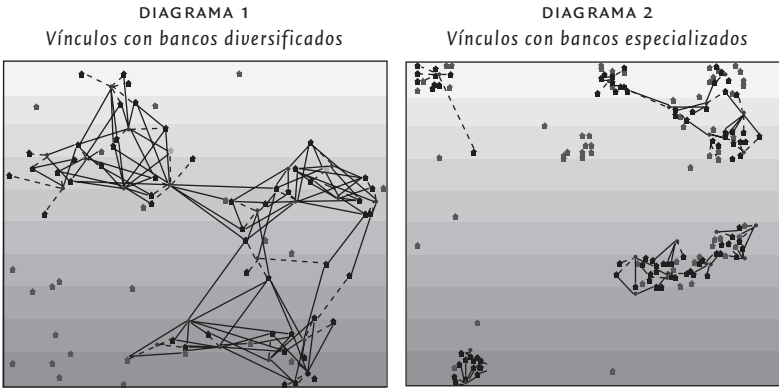 DIAGRAMA 1
Vínculos con bancos diversificados
DIAGRAMA 2
Vínculos con bancos especializados